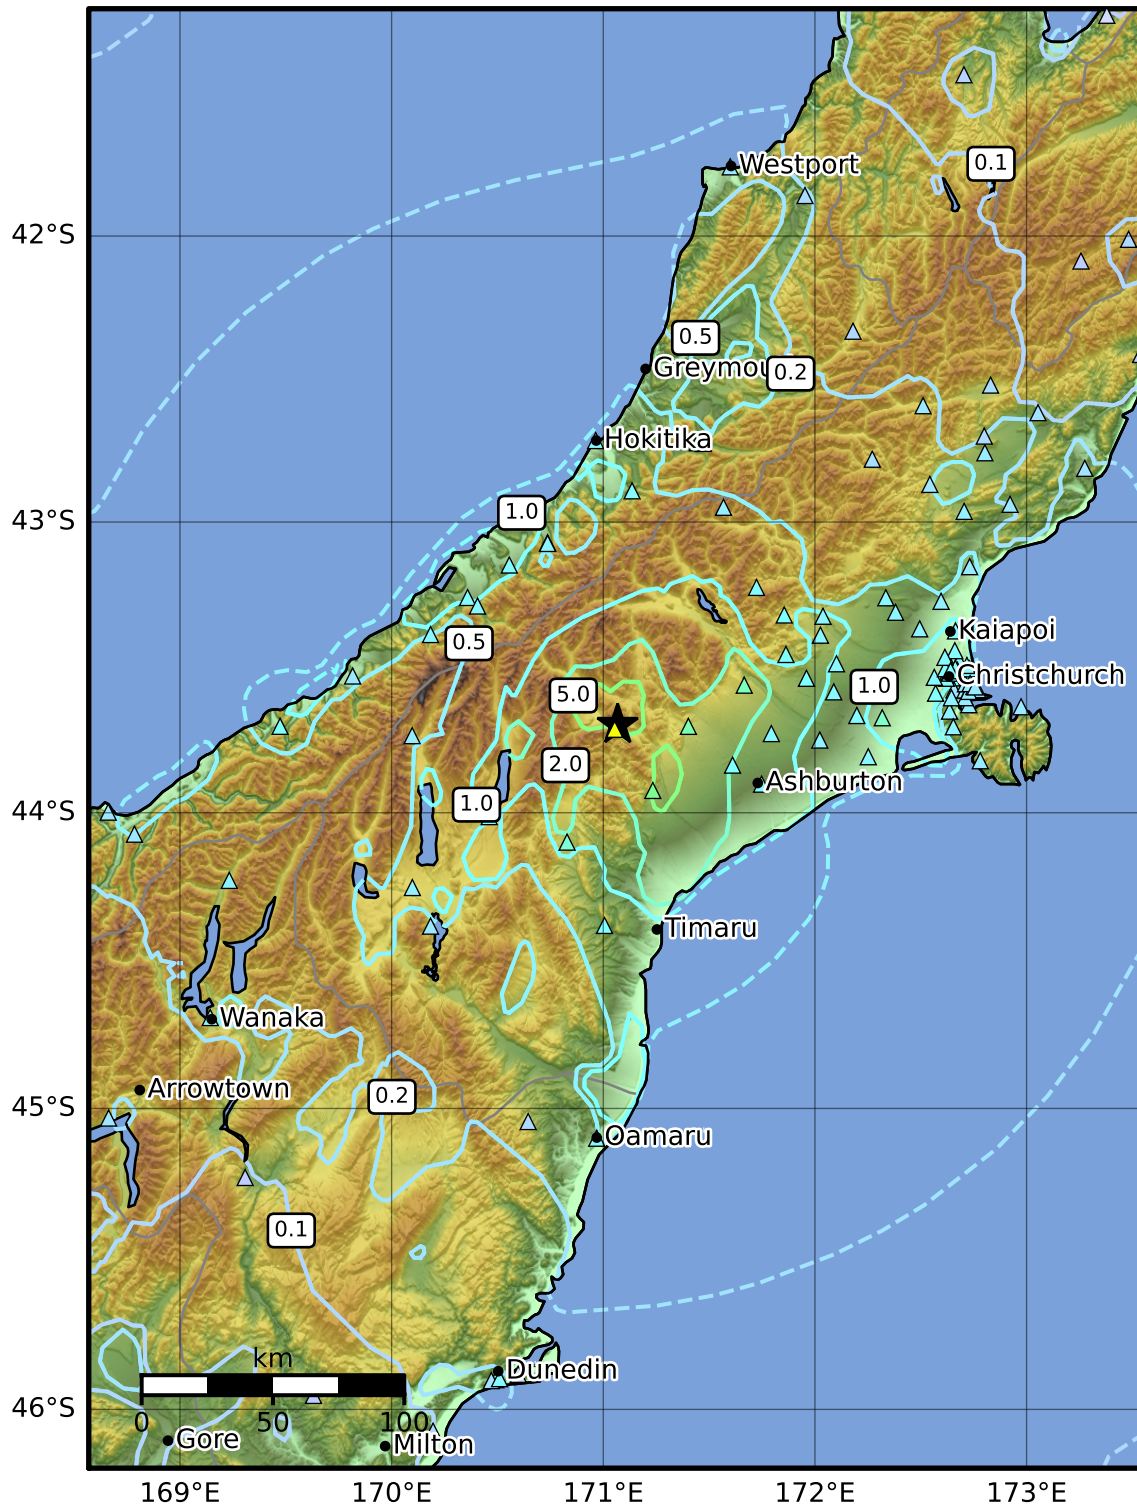 Westport
0.1
42°S
0.5
Greymou
0.2
Hokitika
1.0
43°S
Kaiapoi
0.5
Christchurch
1.0
5.0
2.0
Ashburton
1.0
44°S
Timaru
Wanaka
Arrowtown
0.2
45°S
Oamaru
0.1
km
Dunedin
0 50 100
46°S
Gore
Milton
169°E 170°E 171°E 172°E 173°E